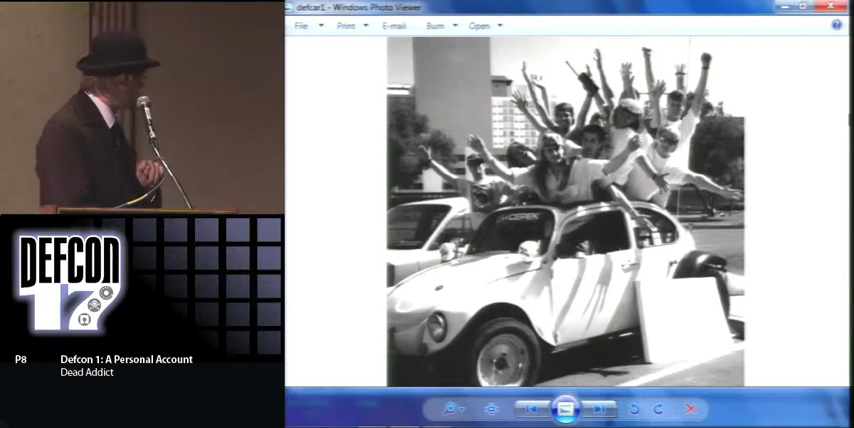 defcar1 - Windows Photo Viewer
File Print E-mail Burn Open
DEFCON
17
P8 Defcon 1: A Personal Account
Dead Addict